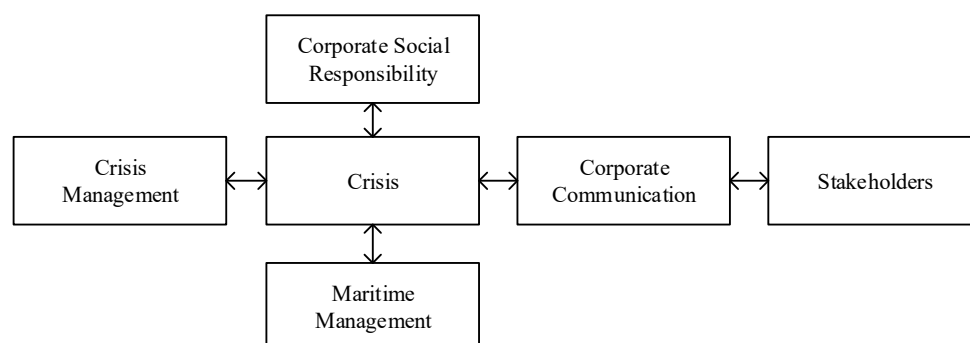 Corporate Social
Responsibility
Crisis
Management
Crisis
Corporate
Communication
Stakeholders
Maritime
Management